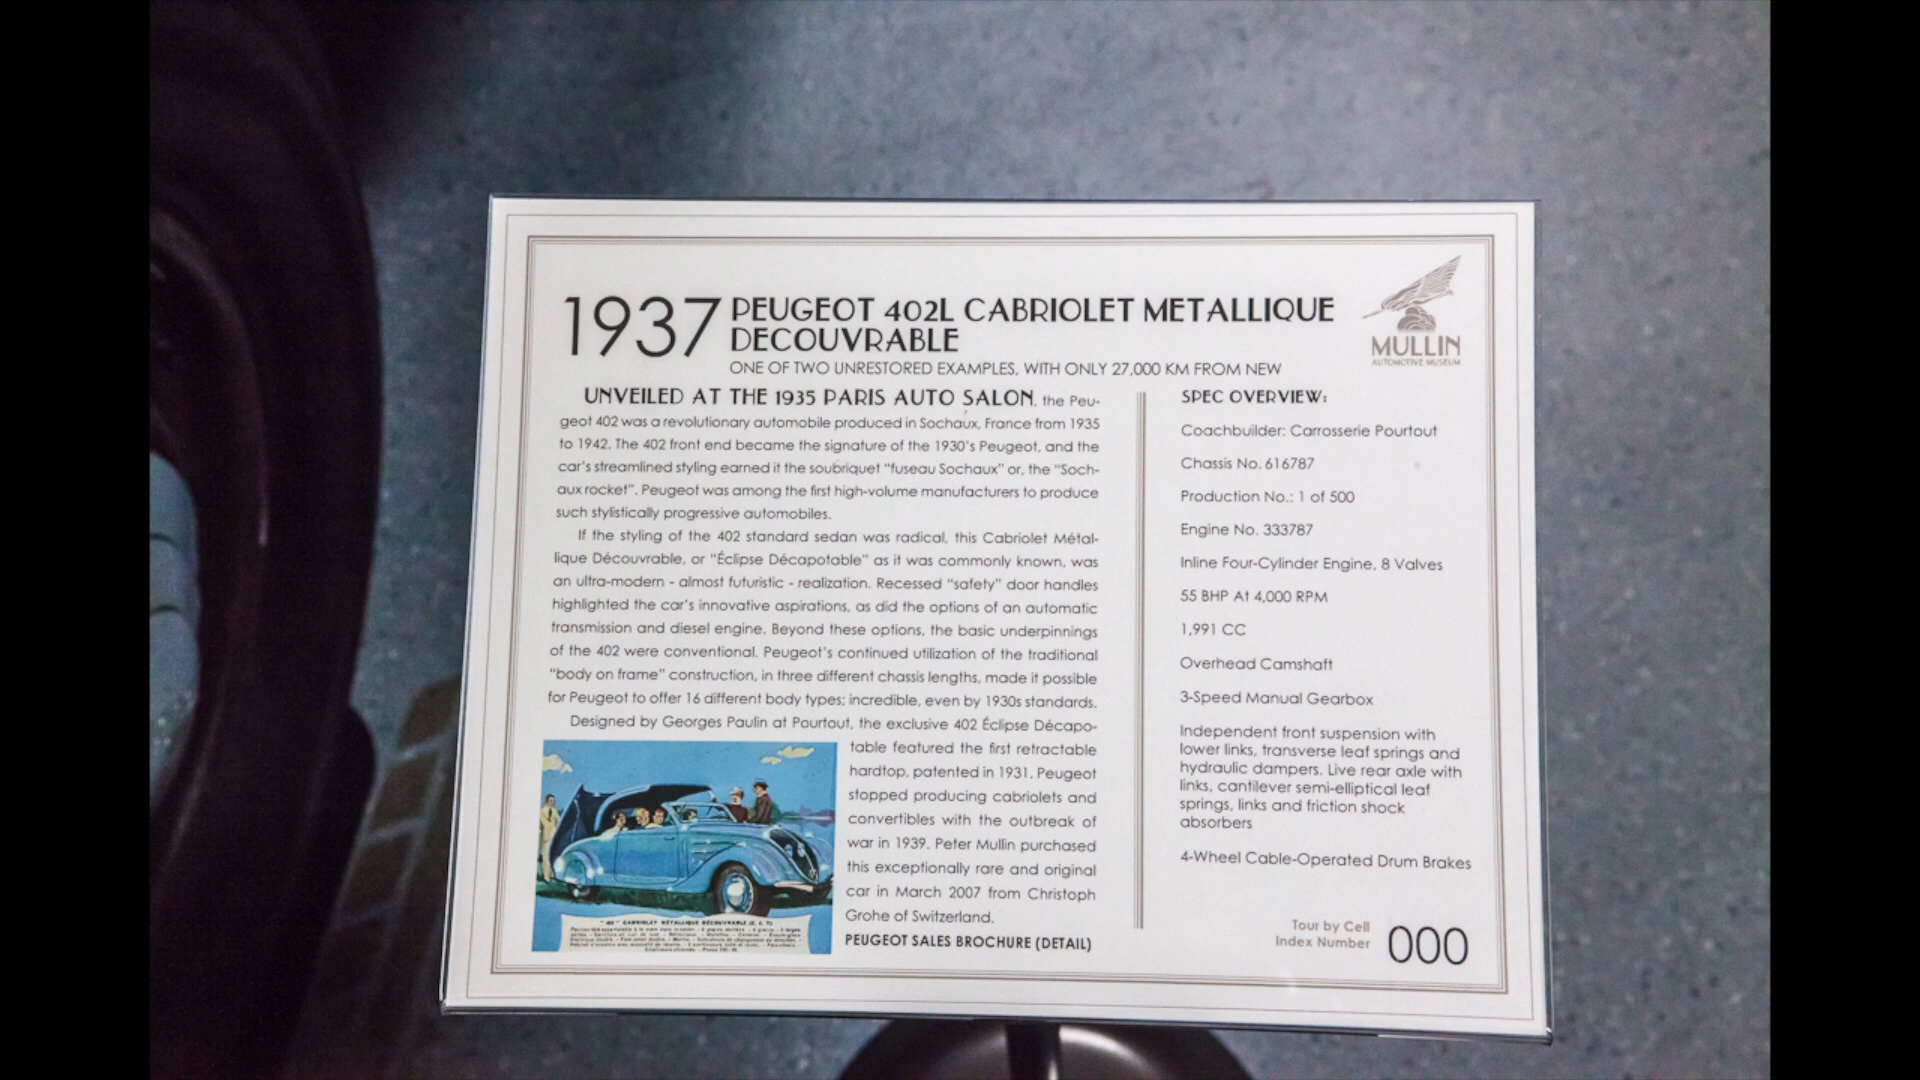 1937 PEUGEOT 402L CABRIOLET METALLIQUE
DECOUVRABLE
ONE OF TWO UNRESTORED EXAMPLES, WITH ONLY 27,000 KM FROM NEW
MULLIN
AUTOMOTIVE MUSEUM
UNVEILED AT THE 1935 PARIS AUTO SALON, the Peu-
geot 402 was a revolutionary automobile produced in Sochaux, France from 1935
to 1942. The 402 front end became the signature of the 1930's Peugeot, and the
car's streamlined styling earned it the soubriquet "fuseau Sochaux" or, the "Soch-
aux rocket". Peugeot was among the first high-volume manufacturers to produce
such stylistically progressive automobiles.
If the styling of the 402 standard sedan was radical, this Cabriolet Métal-
lique Découvrable, or "Éclipse Décapotable" as it was commonly known, was
an ultra-modern - almost futuristic - realization. Recessed "safety" door handles
highlighted the car's innovative aspirations, as did the options of an automatic
transmission and diesel engine. Beyond these options, the basic underpinnings
of the 402 were conventional. Peugeot's continued utilization of the traditional
"body on frame" construction, in three different chassis lengths, made it possible
for Peugeot to offer 16 different body types; incredible, even by 1930s standards.
Designed by Georges Paulin at Pourtout, the exclusive 402 Éclipse Décapo-
table featured the first retractable
hardtop, patented in 1931. Peugeot
stopped producing cabriolets and
convertibles with the outbreak of
war in 1939. Peter Mullin purchased
this exceptionally rare and original
car in March 2007 from Christoph
Grohe of Switzerland.
PEUGEOT SALES BROCHURE (DETAIL)
CABRIOLET MÉTALLIQUE DÉCOUVRABLE
SPEC OVERVIEW:
Coachbuilder: Carrosserie Pourtout
Chassis No. 616787
Production No.: 1 of 500
Engine No. 333787
Inline Four-Cylinder Engine, 8 Valves
55 BHP At 4,000 RPM
1,991 CC
Overhead Camshaft
3-Speed Manual Gearbox
Independent front suspension with
lower links, transverse leaf springs and
hydraulic dampers. Live rear axle with
links, cantilever semi-elliptical leaf
springs, links and friction shock
absorbers
4-Wheel Cable-Operated Drum Brakes
Tour by Cell
Index Number 000